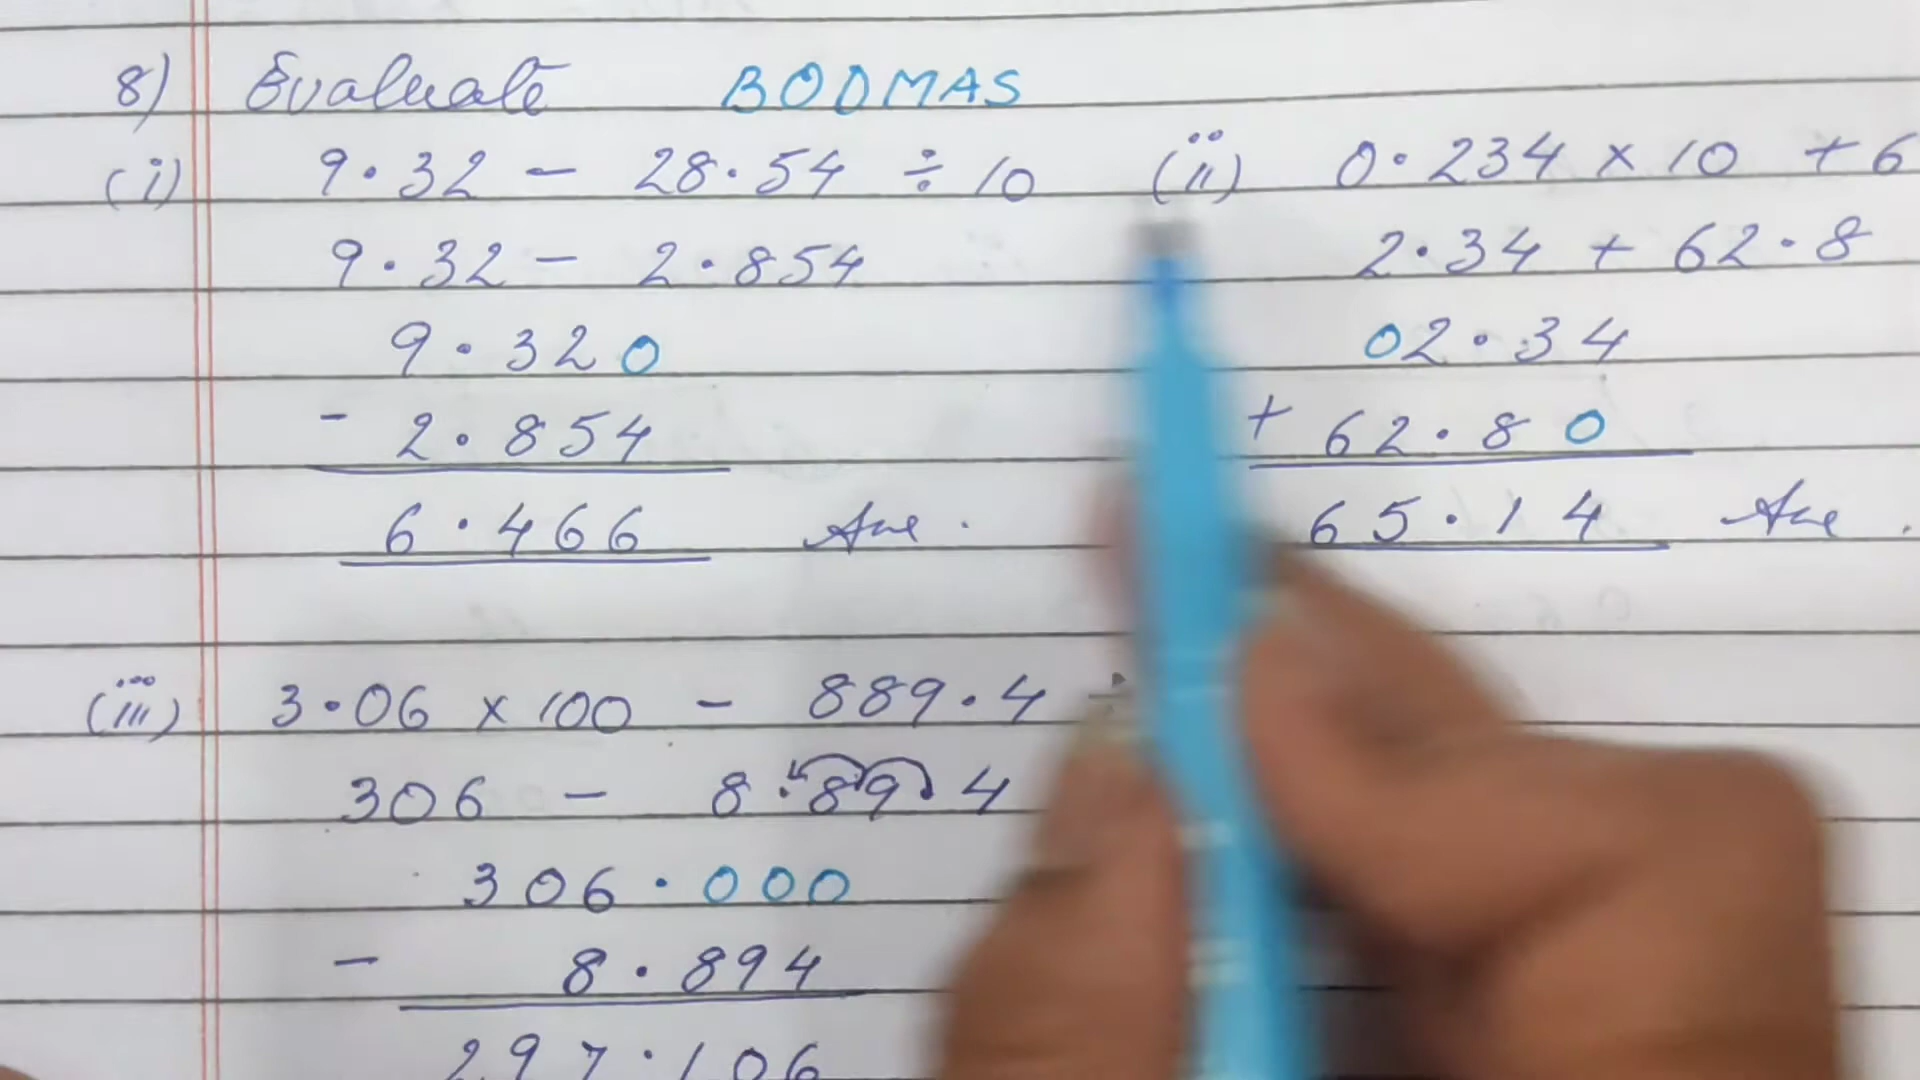 8) Evaluate BODMAS
(i) 9.32 - 28.54 ÷ 10
9.32 - 2.854
9.320
- 2.854
6.466 Ans.
(ii) 0.234 × 10 + 6
2.34 + 62.8
02.34
+ 62.80
65.14 Ans.
(iii) 3.06 × 100 - 889.4 ÷
306 - 8.89.4
306.000
- 8.894
297.106